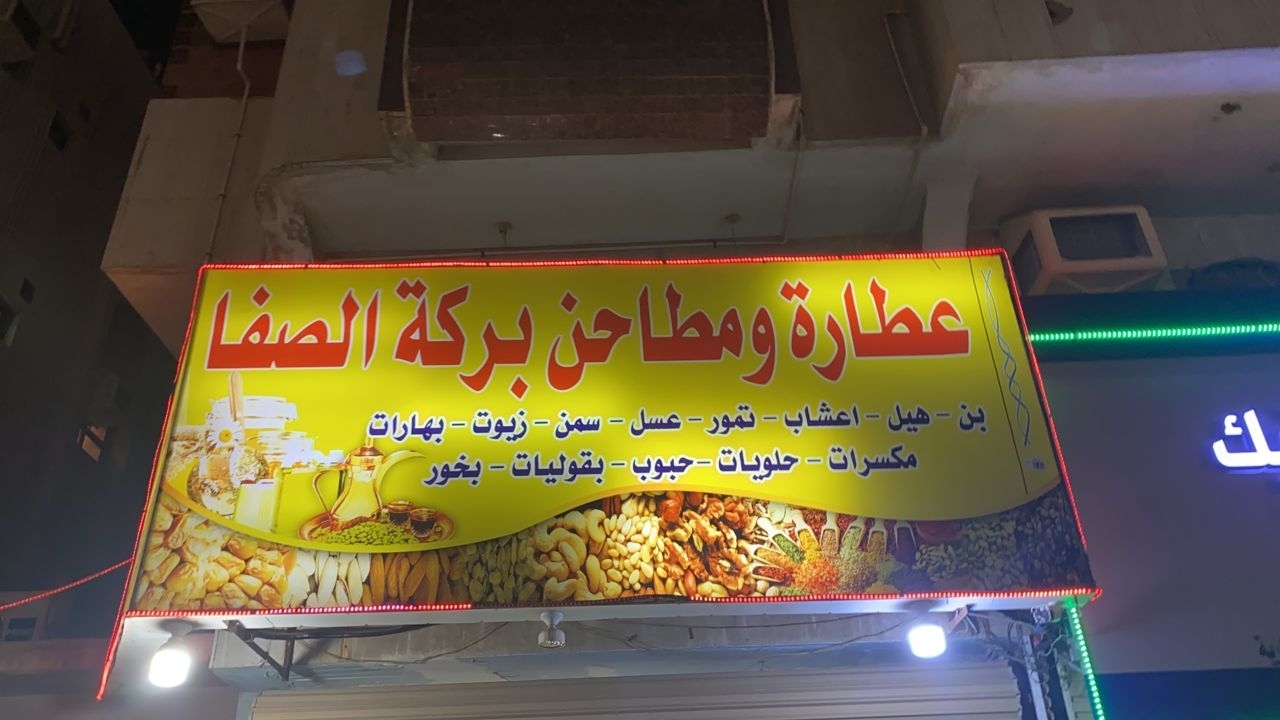 عطارة ومطاحن بركة الصفا
بن - هيل - اعشاب - تمور - عسل - سمن - زيوت - بهارات
مكسرات - حلويات - حبوب - بقوليات - بخور